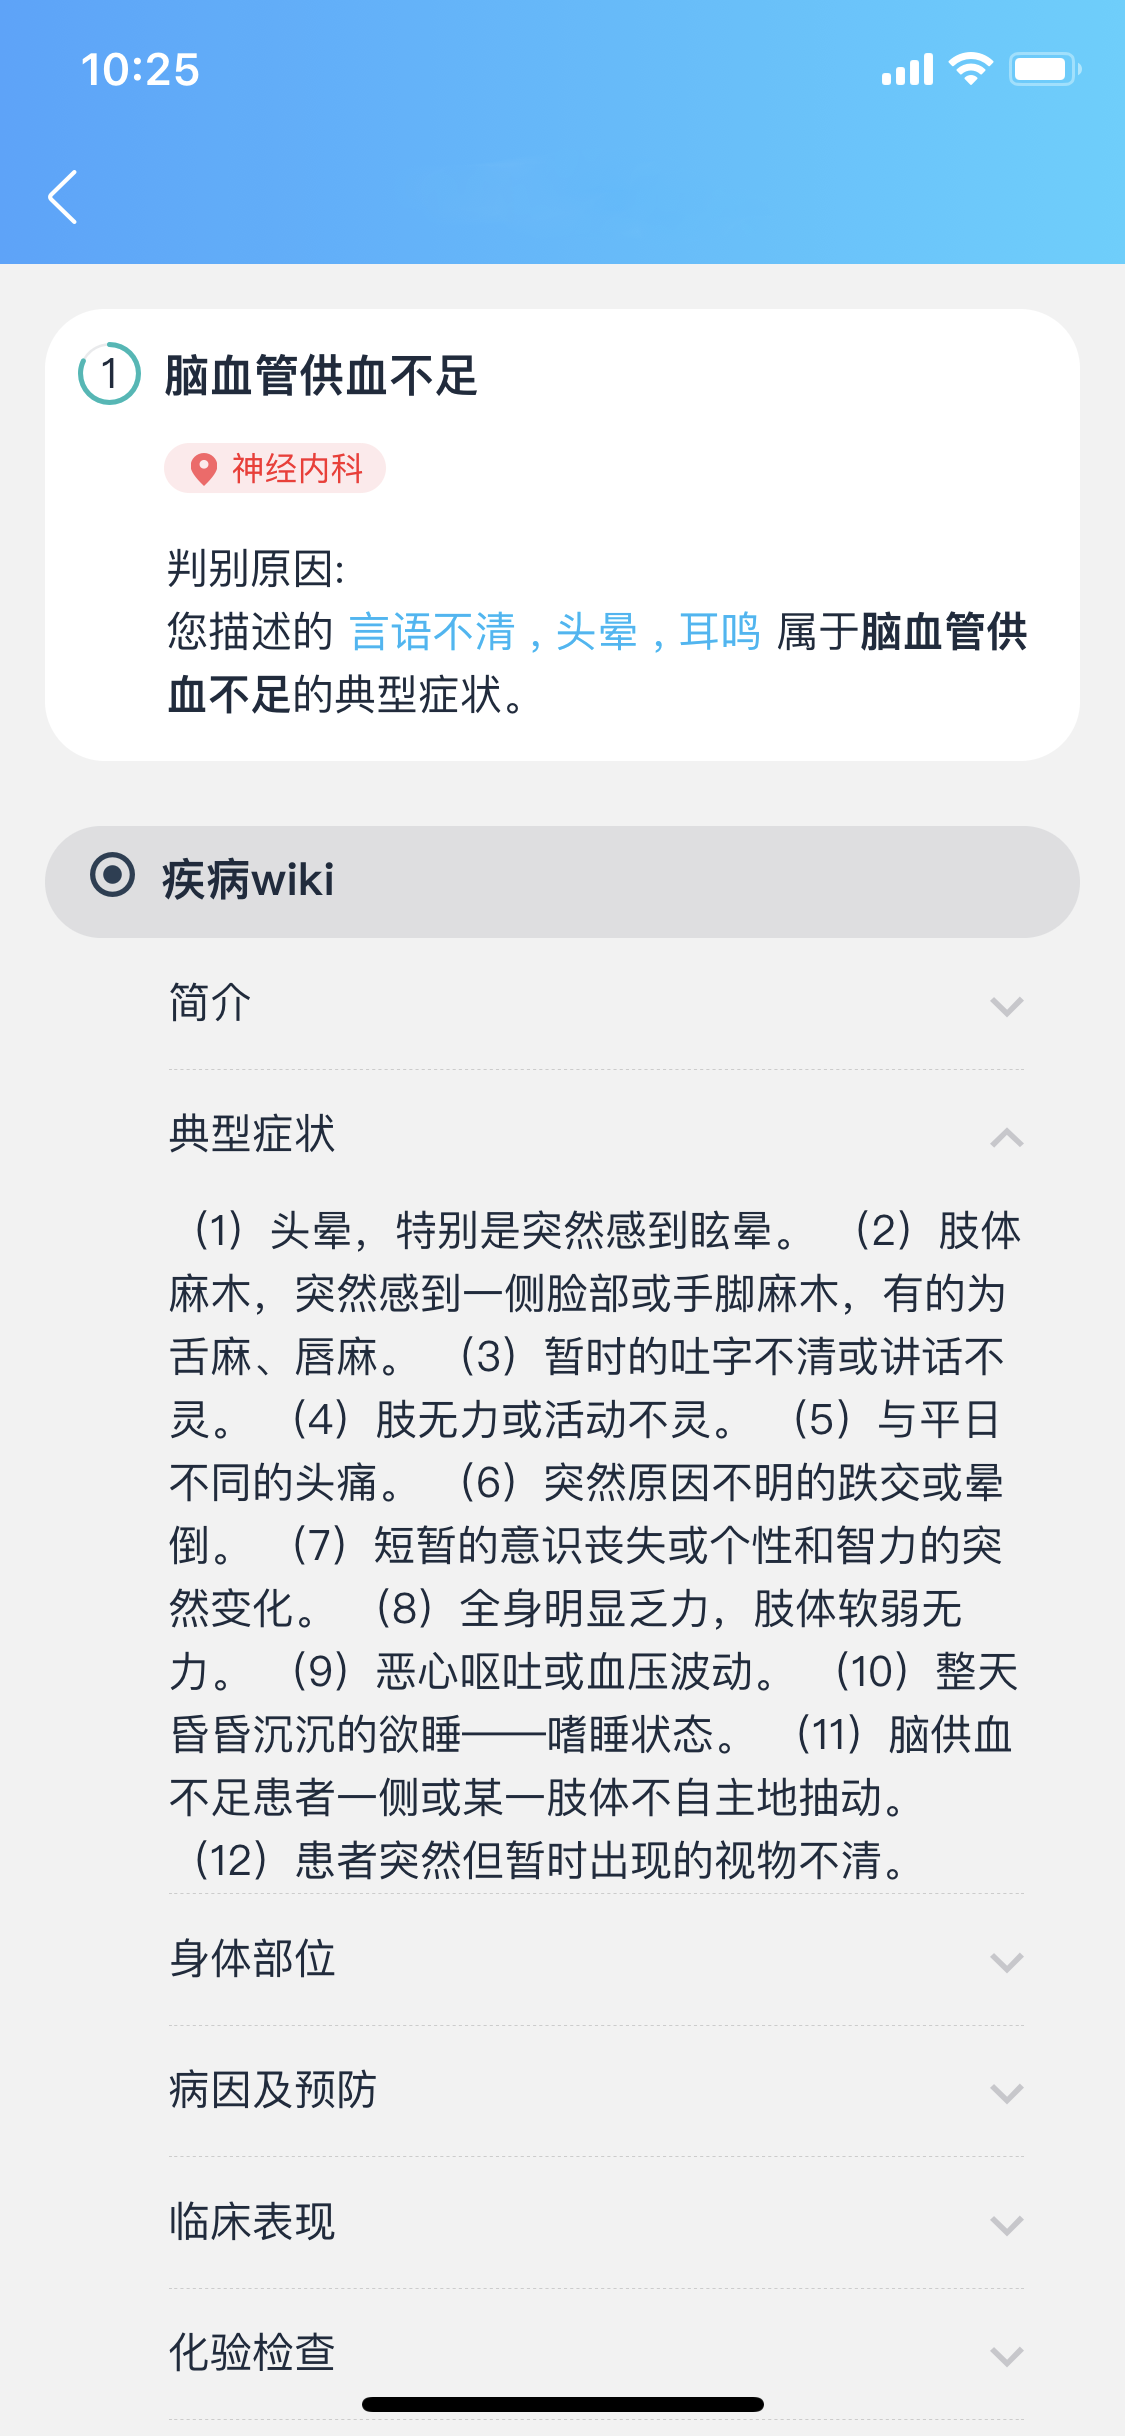 10:25
1 脑血管供血不足
神经内科
判别原因:
您描述的 言语不清 , 头晕 , 耳鸣 属于脑血管供
血不足的典型症状。
疾病wiki
简介
典型症状
（1）头晕，特别是突然感到眩晕。 （2）肢体
麻木，突然感到一侧脸部或手脚麻木，有的为
舌麻、唇麻。 （3）暂时的吐字不清或讲话不
灵。 （4）肢无力或活动不灵。 （5）与平日
不同的头痛。 （6）突然原因不明的跌交或晕
倒。 （7）短暂的意识丧失或个性和智力的突
然变化。 （8）全身明显乏力，肢体软弱无
力。 （9）恶心呕吐或血压波动。 （10）整天
昏昏沉沉的欲睡——嗜睡状态。 （11）脑供血
不足患者一侧或某一肢体不自主地抽动。
（12）患者突然但暂时出现的视物不清。
身体部位
病因及预防
临床表现
化验检查